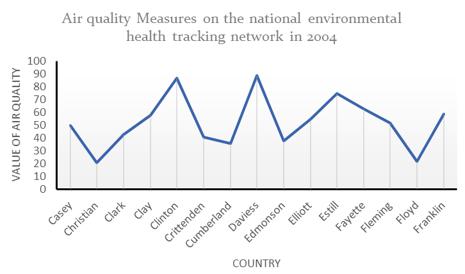 Air quality Measures on the national environmental
health tracking network in 2004
VALUE OF AIR QUALITY
100
90
80
70
60
50
40
30
20
10
0
Casey
Christian
Clark
Clay
Clinton
Crittenden
Cumberland
Daviess
Edmonson
Elliott
Estill
Fayette
Fleming
Floyd
Franklin
COUNTRY